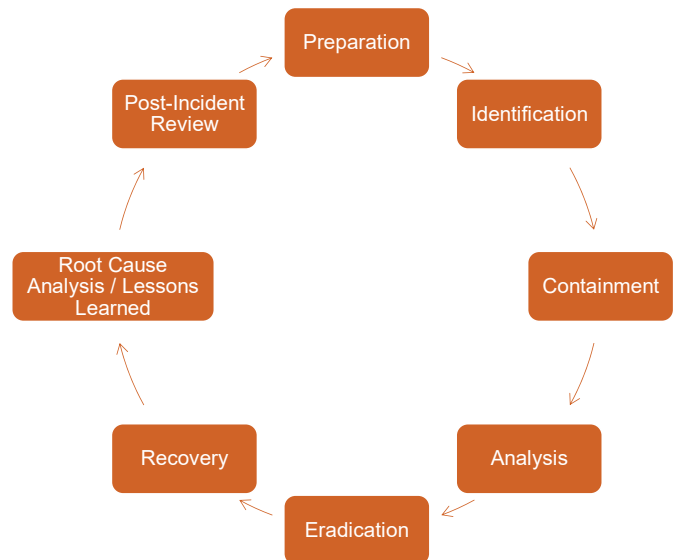 Preparation
Identification
Containment
Analysis
Eradication
Recovery
Root Cause
Analysis / Lessons
Learned
Post-Incident
Review